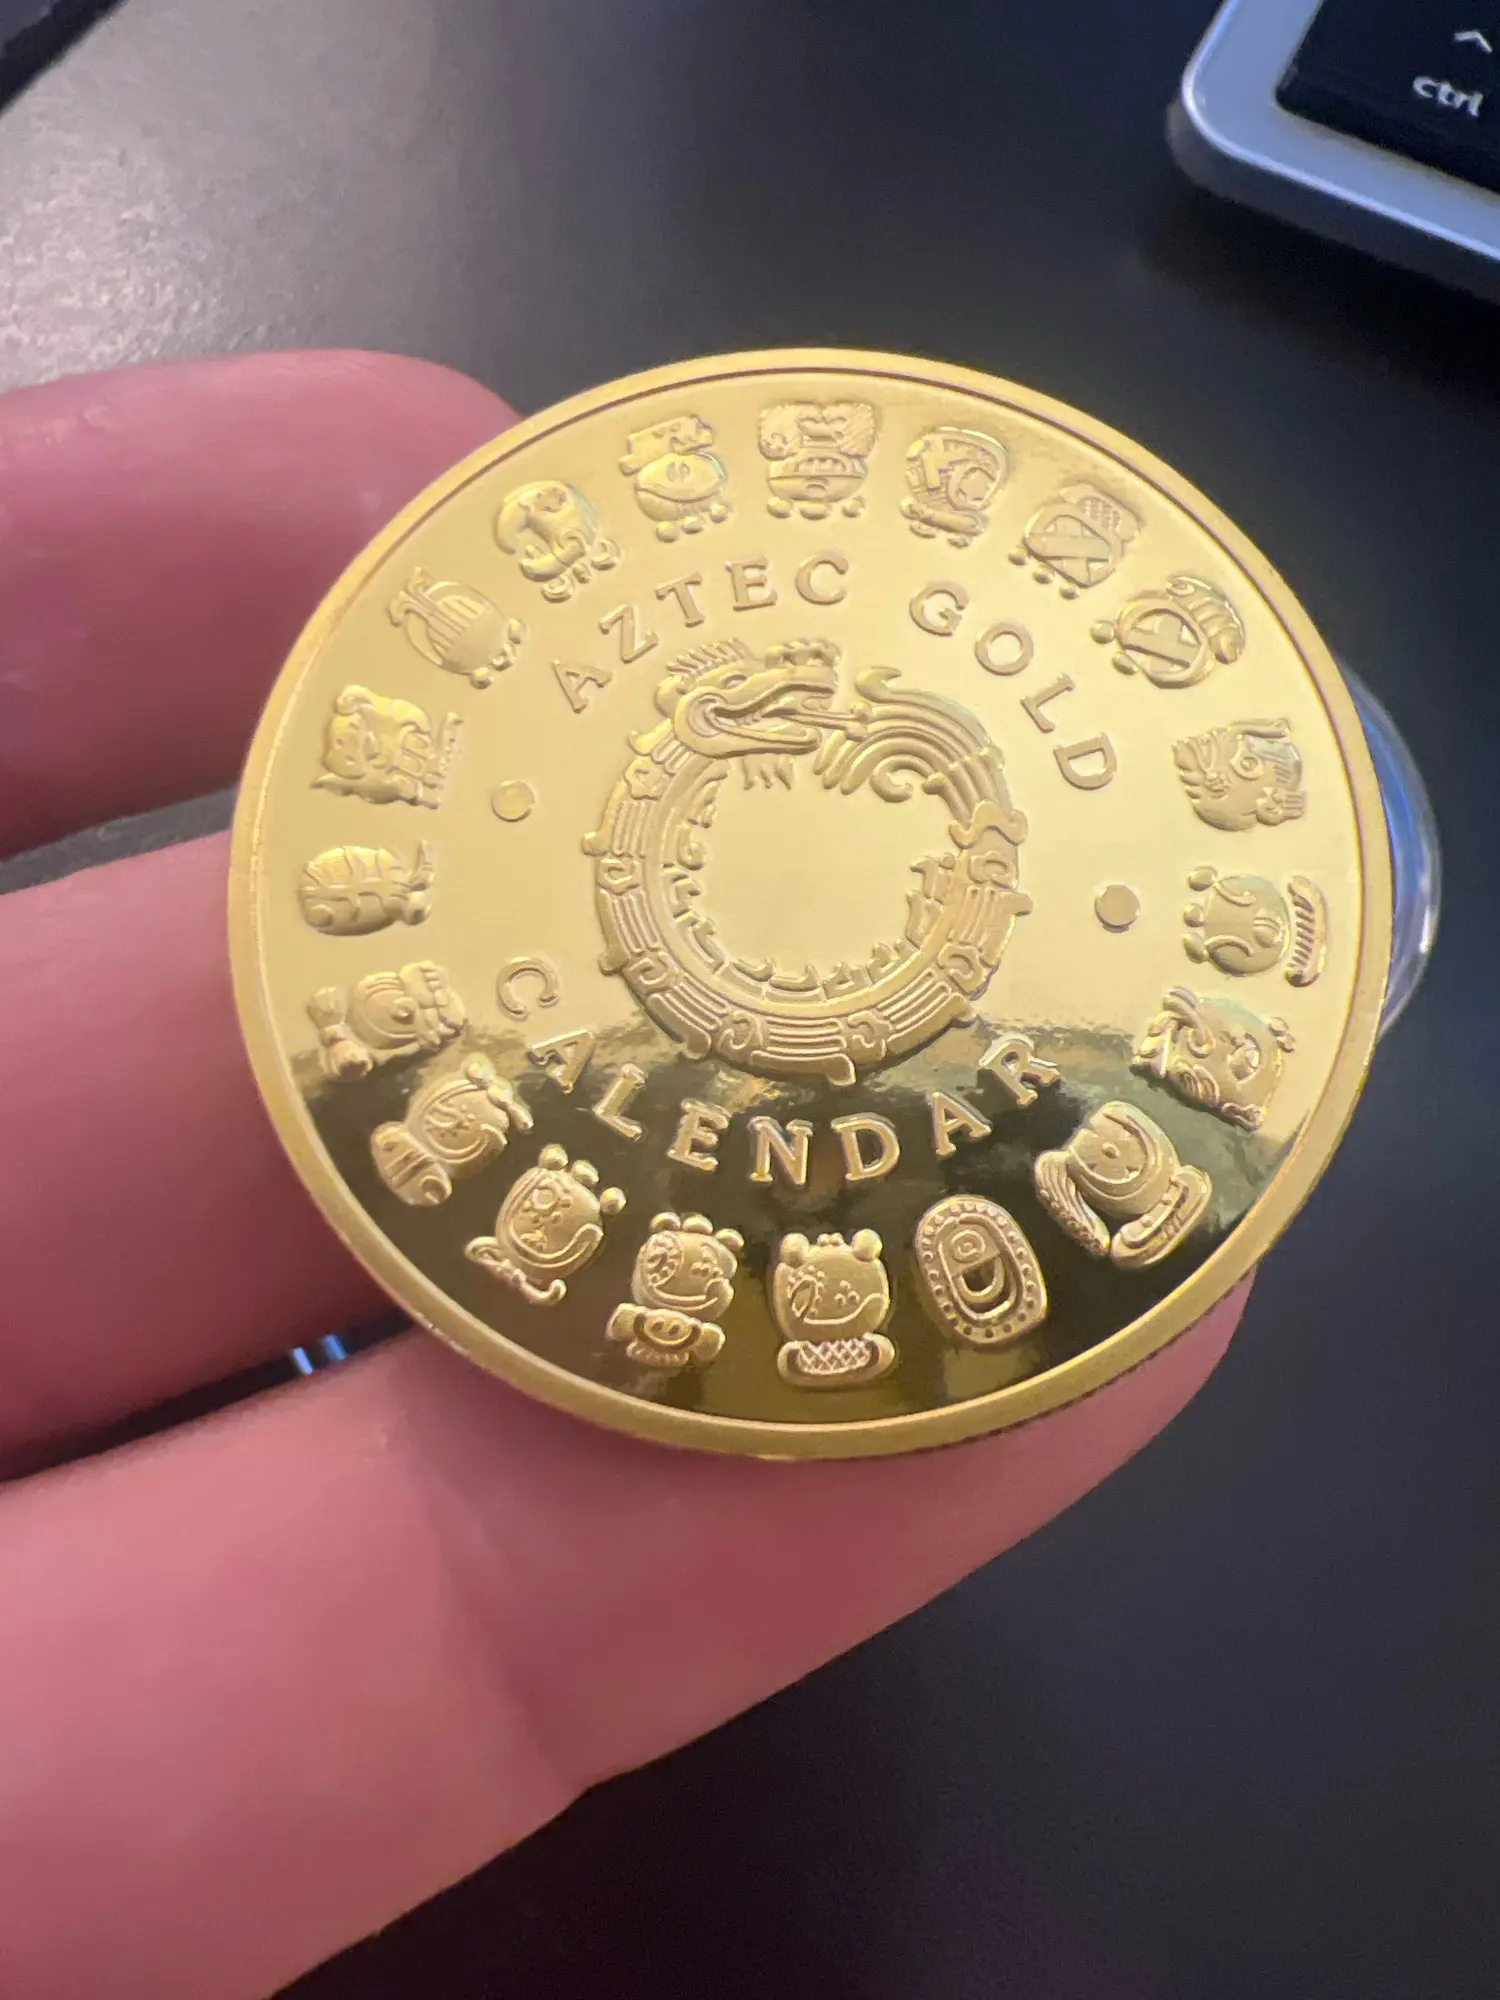 AZTEC GOLD
CALENDAR
^
ctrl